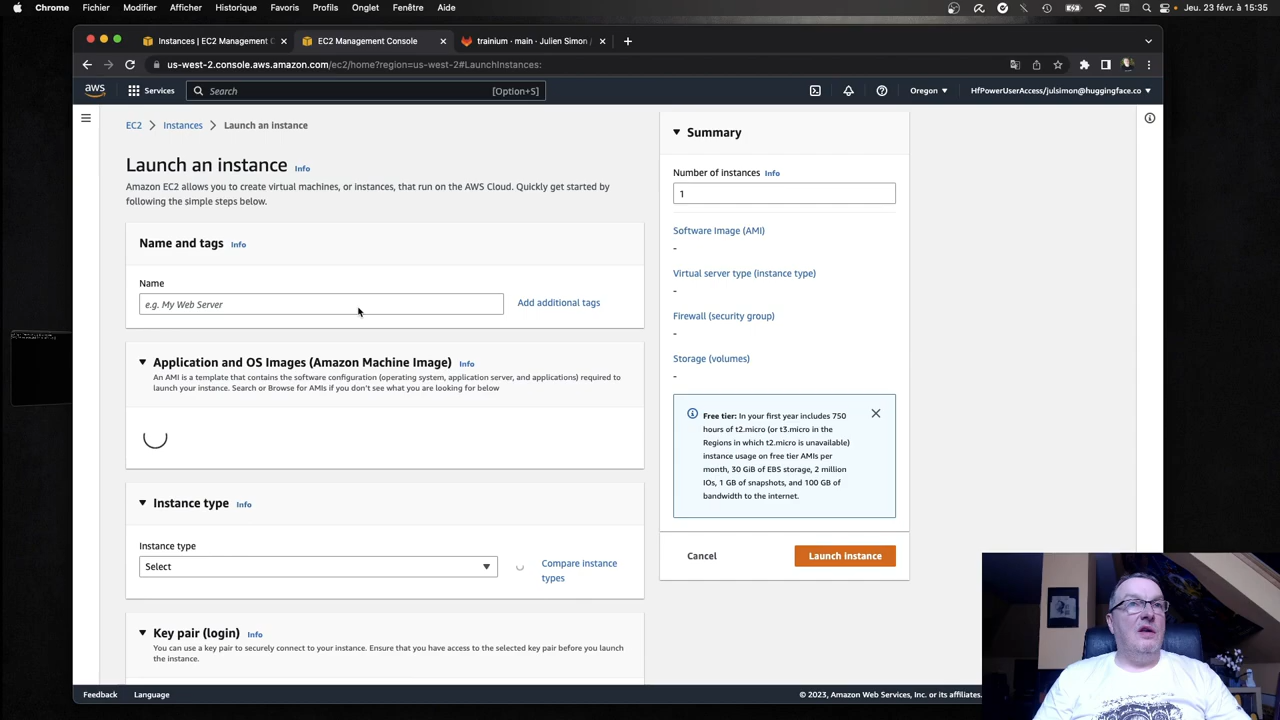 Chrome Fichier Modifier Afficher Historique Favoris Profils Onglet Fenêtre Aide
Jeu. 23 févr. à 15:35
Instances | EC2 Management C
EC2 Management Console
trainium · main · Julien Simon /
us-west-2.console.aws.amazon.com/ec2/home?region=us-west-2#LaunchInstances:
aws
Services
Search
[Option+S]
Oregon
HfPowerUserAccess/julsimon@huggingface.co
EC2
Instances
Launch an instance
Launch an instance Info
Amazon EC2 allows you to create virtual machines, or instances, that run on the AWS Cloud. Quickly get started by
following the simple steps below.
Name and tags Info
Name
e.g. My Web Server
Add additional tags
Application and OS Images (Amazon Machine Image) Info
An AMI is a template that contains the software configuration (operating system, application server, and applications) required to
launch your instance. Search or Browse for AMIs if you don't see what you are looking for below
Instance type Info
Instance type
Select
Compare instance
types
Key pair (login) Info
You can use a key pair to securely connect to your instance. Ensure that you have access to the selected key pair before you launch
the instance.
Summary
Number of instances Info
1
Software Image (AMI)
-
Virtual server type (instance type)
-
Firewall (security group)
-
Storage (volumes)
-
Free tier: In your first year includes 750
hours of t2.micro (or t3.micro in the
Regions in which t2.micro is unavailable)
instance usage on free tier AMIs per
month, 30 GiB of EBS storage, 2 million
IOs, 1 GB of snapshots, and 100 GB of
bandwidth to the internet.
Cancel
Launch instance
Feedback
Language
© 2023, Amazon Web Services, Inc. or its affiliates.